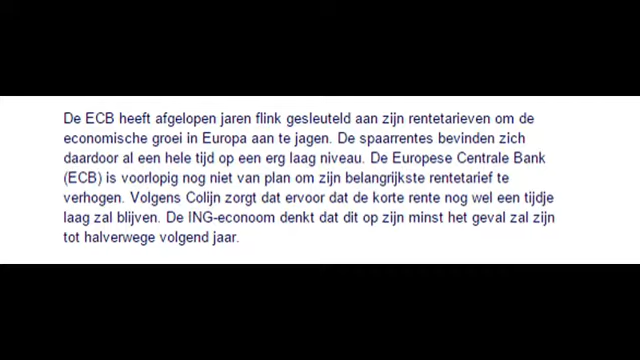 De ECB heeft afgelopen jaren flink gesleuteld aan zijn rentetarieven om de
economische groei in Europa aan te jagen. De spaarrentes bevinden zich
daardoor al een hele tijd op een erg laag niveau. De Europese Centrale Bank
(ECB) is voorlopig nog niet van plan om zijn belangrijkste rentetarief te
verhogen. Volgens Colijn zorgt dat ervoor dat de korte rente nog wel een tijdje
laag zal blijven. De ING-econoom denkt dat dit op zijn minst het geval zal zijn
tot halverwege volgend jaar.